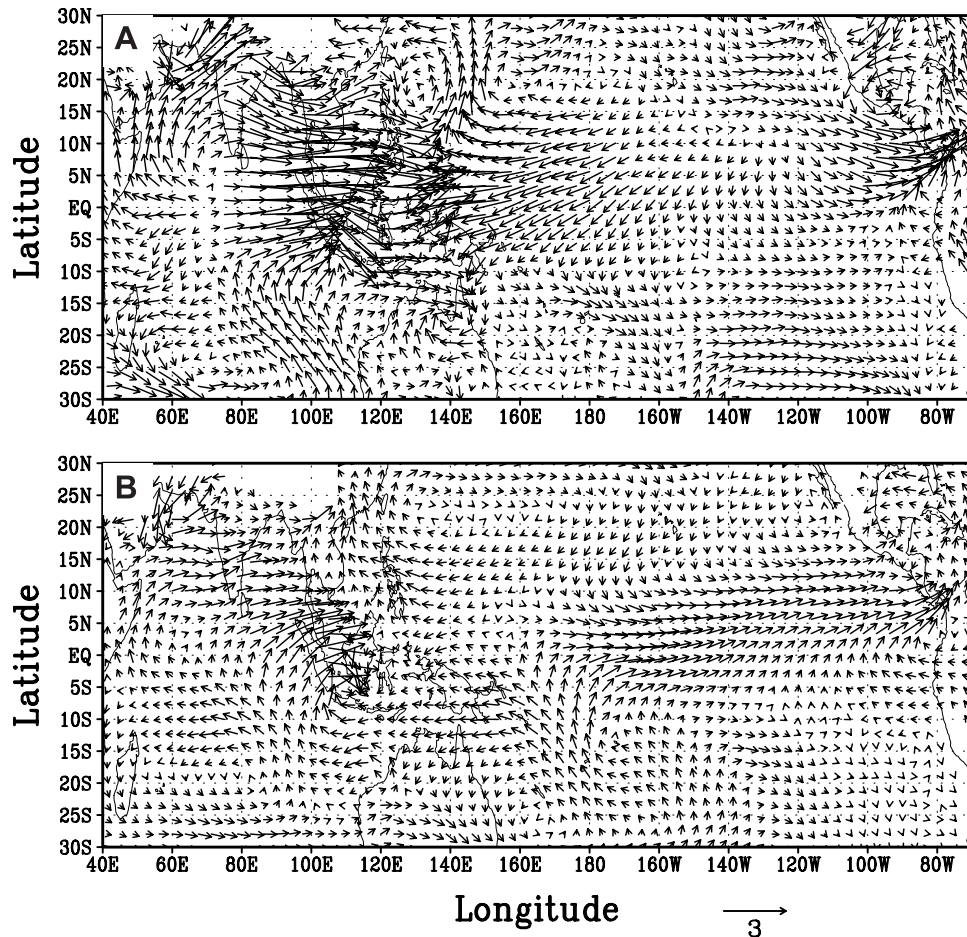 A
Latitude
30N
25N
20N
15N
10N
5N
EQ
5S
10S
15S
20S
25S
30S
40E 60E 80E 100E 120E 140E 160E 180 160W 140W 120W 100W 80W
B
Latitude
30N
25N
20N
15N
10N
5N
EQ
5S
10S
15S
20S
25S
30S
40E 60E 80E 100E 120E 140E 160E 180 160W 140W 120W 100W 80W
Longitude
3